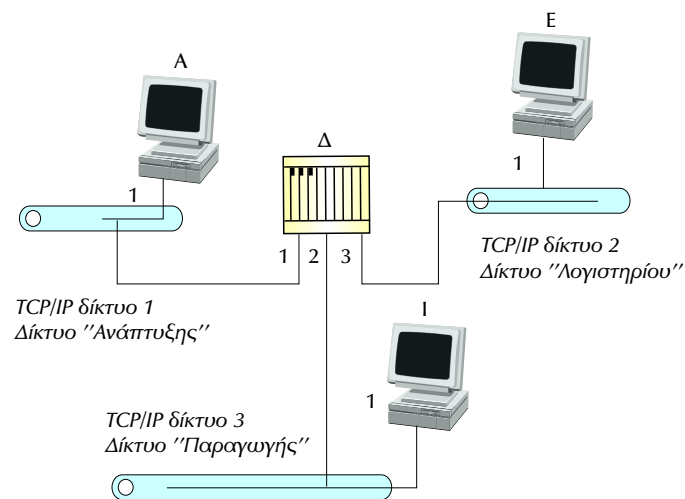 A
E
Δ
1
1
1 2 3
TCP/IP δίκτυο 1
Δίκτυο ''Ανάπτυξης''
TCP/IP δίκτυο 2
Δίκτυο ''Λογιστηρίου''
I
1
TCP/IP δίκτυο 3
Δίκτυο ''Παραγωγής''